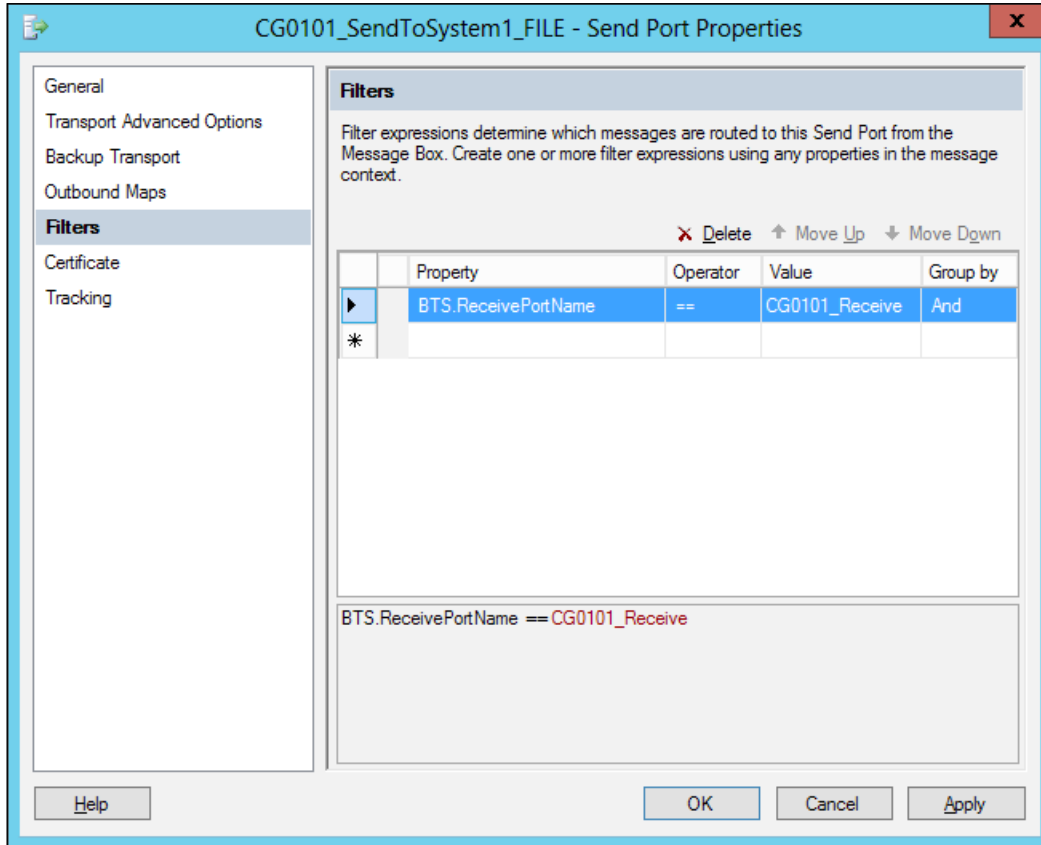 CG0101_SendToSystem1_FILE - Send Port Properties
x
General
Transport Advanced Options
Backup Transport
Outbound Maps
Filters
Certificate
Tracking
Filters
Filter expressions determine which messages are routed to this Send Port from the
Message Box. Create one or more filter expressions using any properties in the message
context.
Delete Move Up Move Down
Property Operator Value Group by
BTS.ReceivePortName == CG0101_Receive And
BTS.ReceivePortName == CG0101_Receive
Help OK Cancel Apply